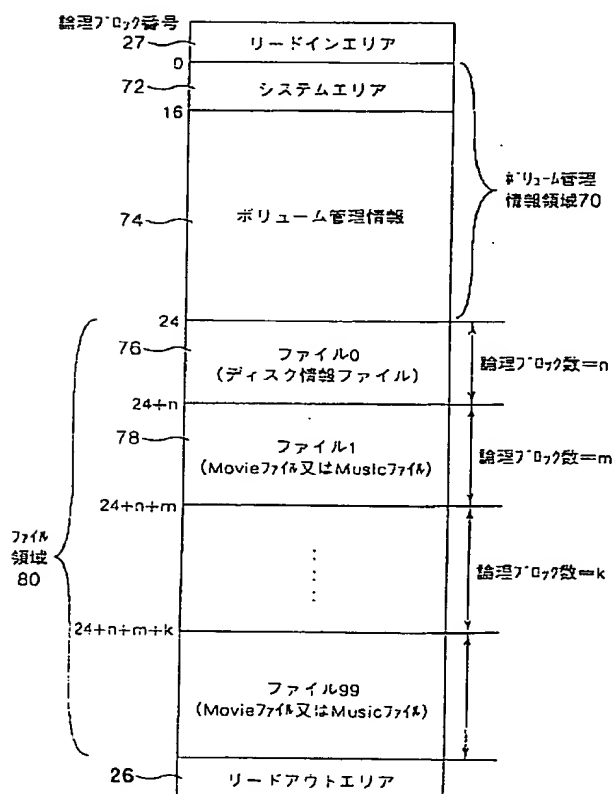 論理ブロック番号
27
リードインエリア
0
72
システムエリア
16
ボリューム管理
情報領域70
74
ボリューム管理情報
24
76
ファイル0
(ディスク情報ファイル)
論理ブロック数=n
24+n
78
ファイル1
(Movieファイル又はMusicファイル)
論理ブロック数=m
24+n+m
ファイル
領域
80
論理ブロック数=k
24+n+m+k
ファイル99
(Movieファイル又はMusicファイル)
26
リードアウトエリア